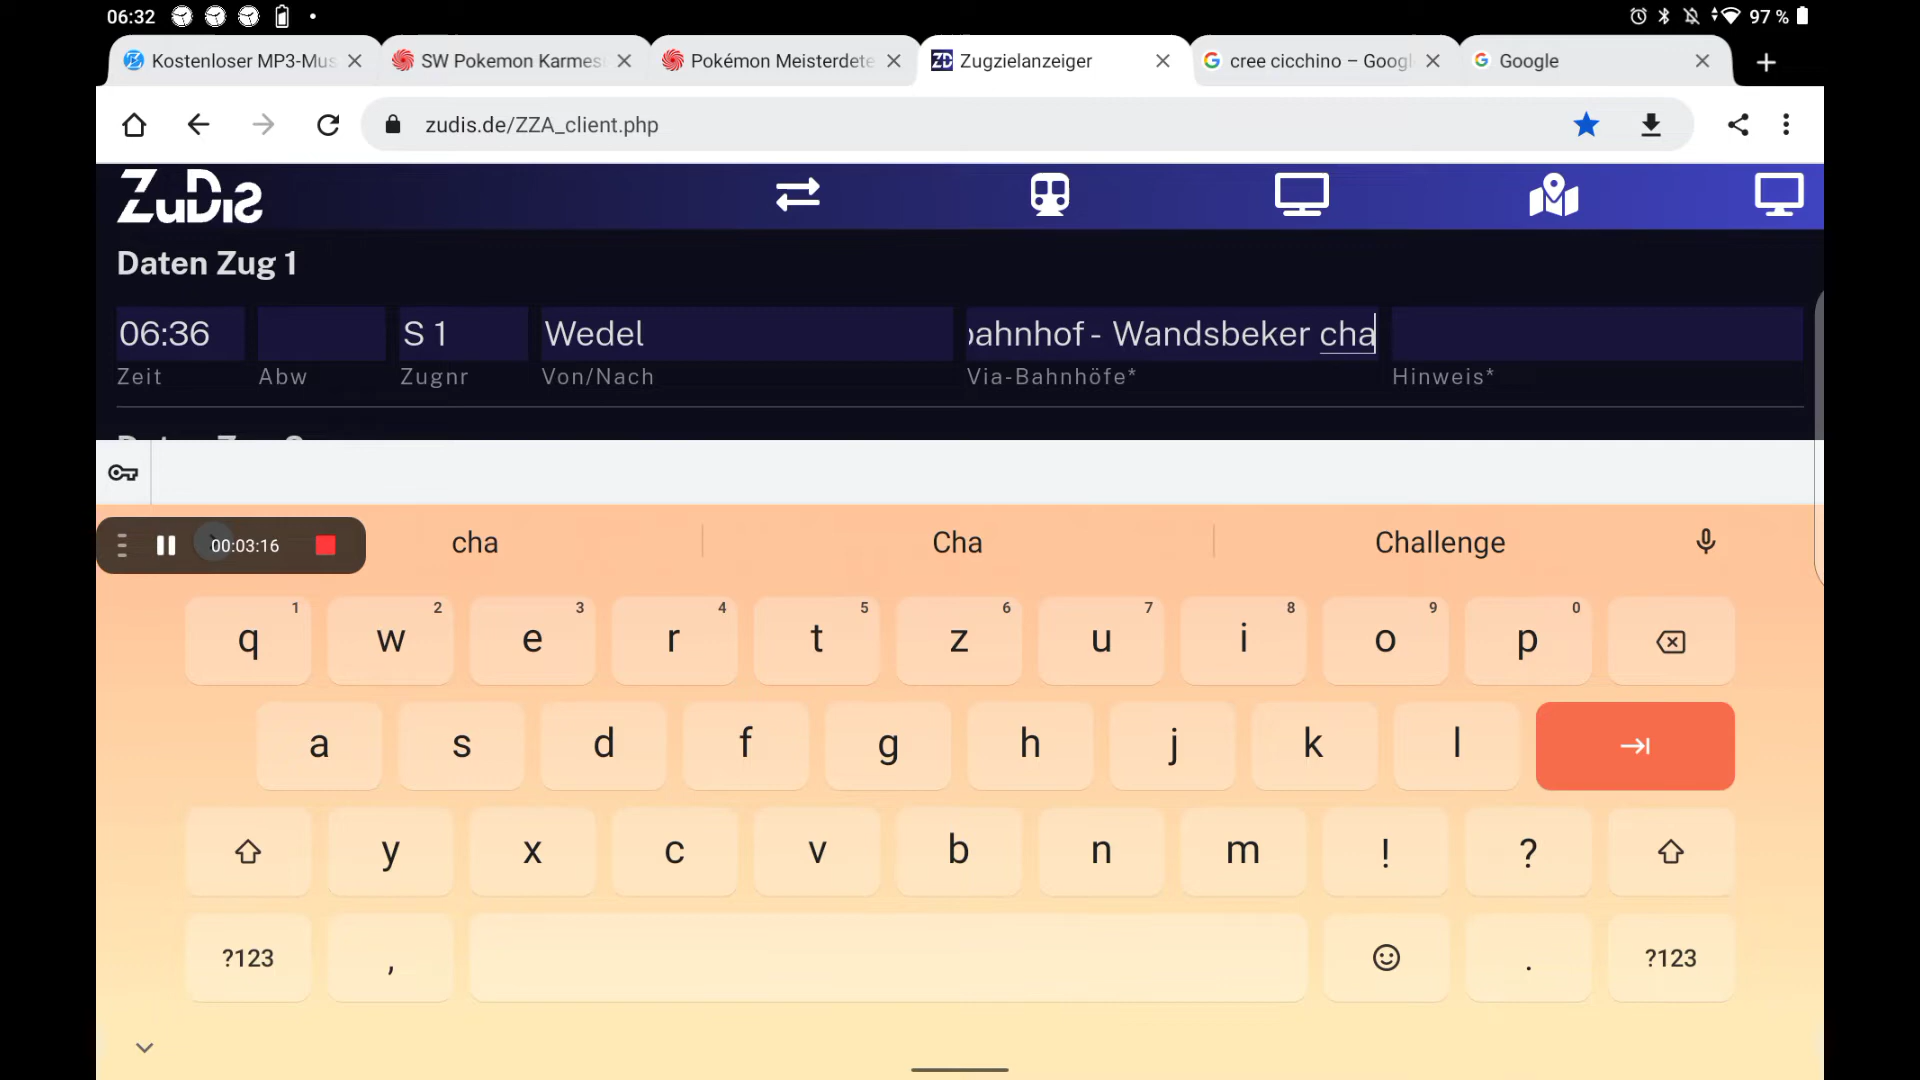 06:32
97 %
Kostenloser MP3-Mus
SW Pokemon Karmes
Pokémon Meisterdete
ZD Zugzielanzeiger
cree cicchino – Googl
Google
zudis.de/ZZA_client.php
ZuDiS
Daten Zug 1
06:36
S 1
Wedel
bahnhof - Wandsbeker cha
Zeit
Abw
Zugnr
Von/Nach
Via-Bahnhöfe*
Hinweis*
00:03:16
cha
Cha
Challenge
q 1 w 2 e 3 r 4 t 5 z 6 u 7 i 8 o 9 p 0
a s d f g h j k l
y x c v b n m ! ?
?123 , . ?123